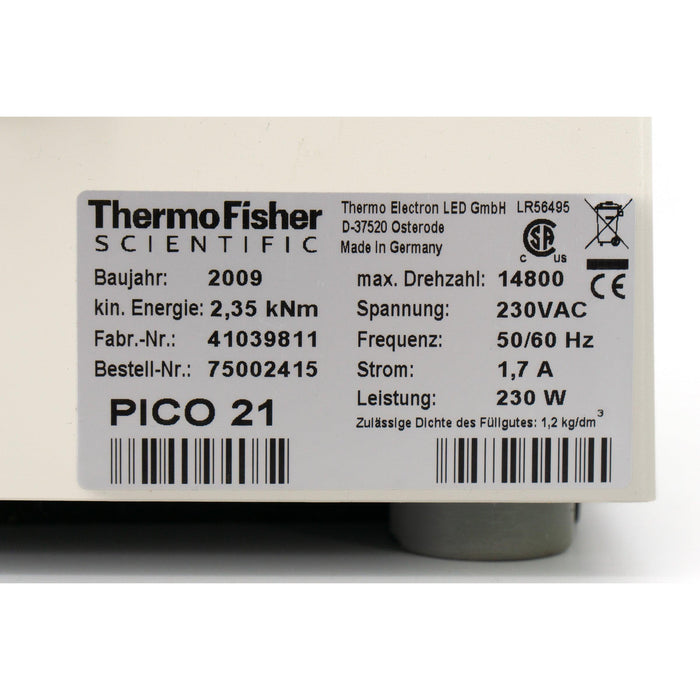 ThermoFisher
SCIENTIFIC
Thermo Electron LED GmbH LR56495
D-37520 Osterode
Made in Germany
C US
CE
Baujahr: 2009
kin. Energie: 2,35 kNm
Fabr.-Nr.: 41039811
Bestell-Nr.: 75002415
PICO 21
max. Drehzahl: 14800
Spannung: 230VAC
Frequenz: 50/60 Hz
Strom: 1,7 A
Leistung: 230 W
Zulässige Dichte des Füllgutes: 1,2 kg/dm³